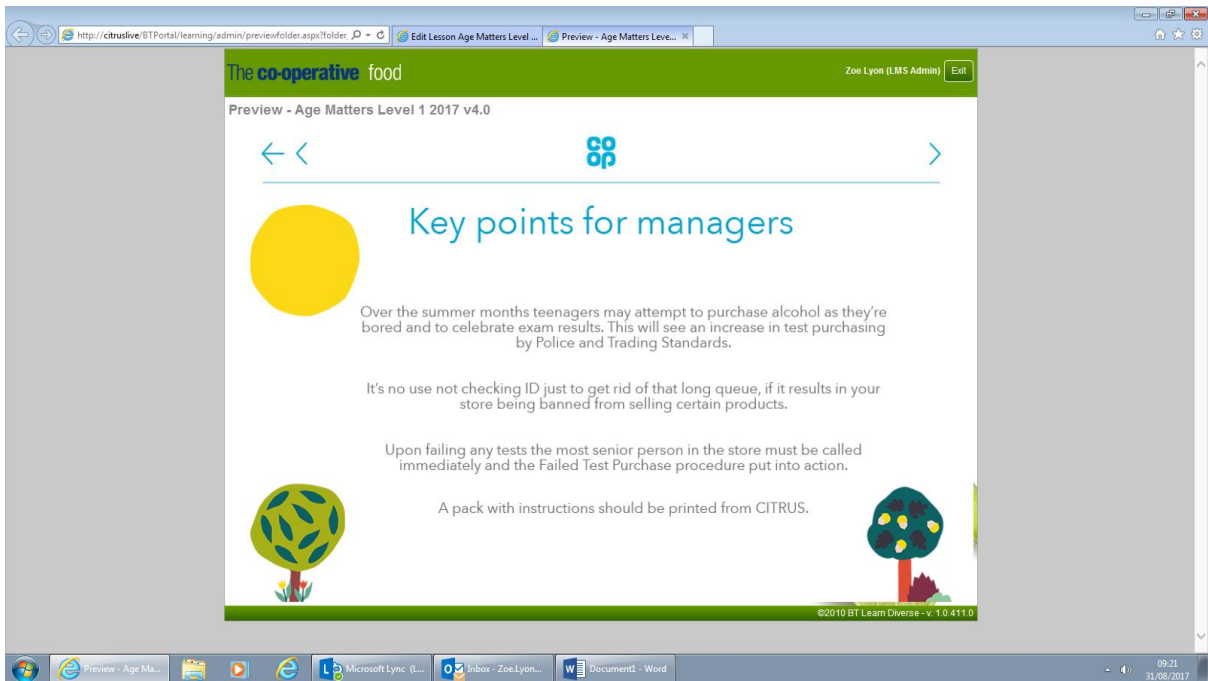 http://citruslive/BTPortal/learning/admin/previewfolder.aspx?folder
Edit Lesson Age Matters Level ...
Preview - Age Matters Leve...
The co-operative food
Zoe Lyon (LMS Admin)
Exit
Preview - Age Matters Level 1 2017 v4.0
CO
OP
Key points for managers
Over the summer months teenagers may attempt to purchase alcohol as they're
bored and to celebrate exam results. This will see an increase in test purchasing
by Police and Trading Standards.
It's no use not checking ID just to get rid of that long queue, if it results in your
store being banned from selling certain products.
Upon failing any tests the most senior person in the store must be called
immediately and the Failed Test Purchase procedure put into action.
A pack with instructions should be printed from CITRUS.
©2010 BT Learn Diverse - v. 1.0.411.0
Preview - Age Ma...
Microsoft Lync (L...
Inbox - Zoe.Lyon...
Document1 - Word
09:21
31/08/2017